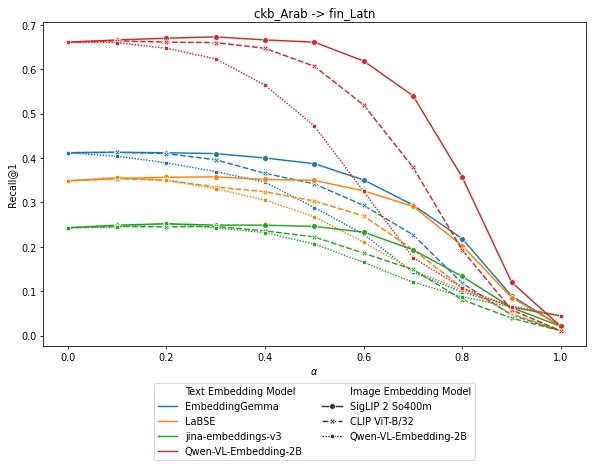 ckb_Arab -> fin_Latn
0.7
0.6
0.5
0.4
0.3
0.2
0.1
0.0
Recall@1
0.0 0.2 0.4 0.6 0.8 1.0
α
Text Embedding Model Image Embedding Model
EmbeddingGemma SigLIP 2 So400m
LaBSE CLIP ViT-B/32
jina-embeddings-v3 Qwen-VL-Embedding-2B
Qwen-VL-Embedding-2B